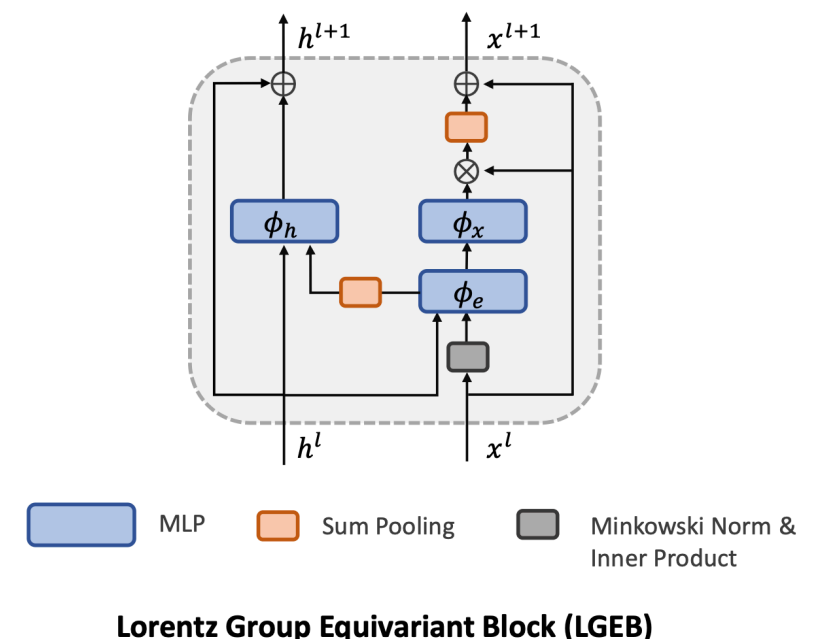 h^{l+1}
x^{l+1}
ϕ_h
ϕ_x
ϕ_e
h^l
x^l
MLP
Sum Pooling
Minkowski Norm &
Inner Product
Lorentz Group Equivariant Block (LGEB)